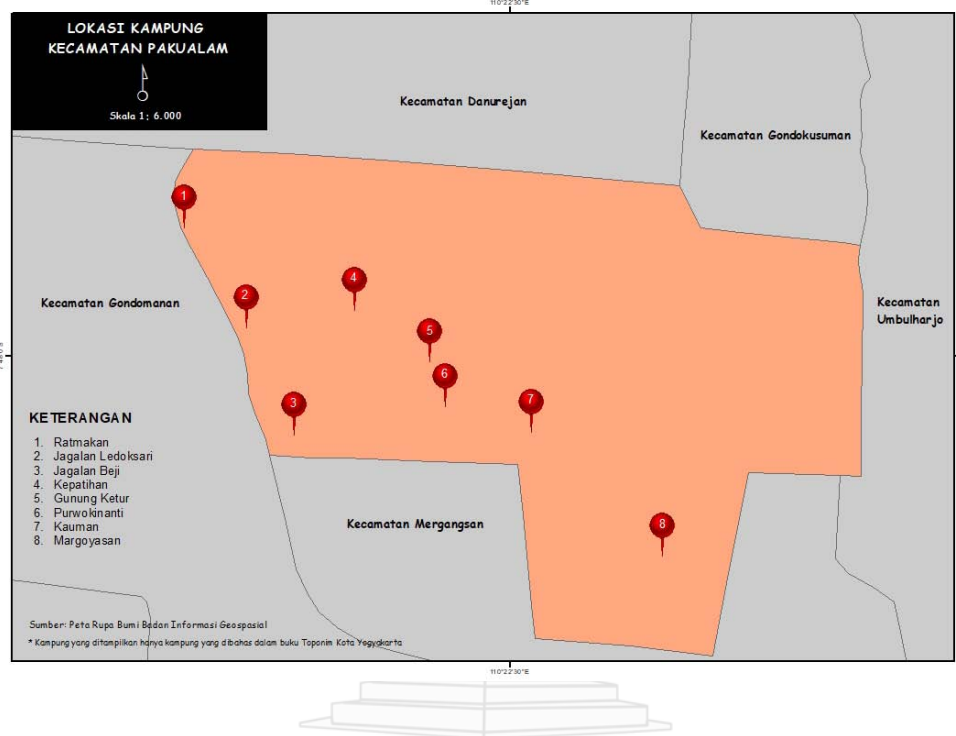 110°22'30"E
LOKASI KAMPUNG
KECAMATAN PAKUALAM
Skala 1: 6.000
Kecamatan Danurejan
Kecamatan Gondokusuman
1
4
2
Kecamatan Gondomanan
Kecamatan
Umbulharjo
5
6
3
7
KETERANGAN
1. Ratmakan
2. Jagalan Ledoksari
3. Jagalan Beji
4. Kepatihan
5. Gunung Ketur
6. Purwokinanti
7. Kauman
8. Margoyasan
Kecamatan Mergangsan
8
Sumber: Peta Rupa Bumi Badan Informasi Geospasial
* Kampung yang ditampilkan hanya kampung yang dibahas dalam buku Toponim Kota Yogyakarta
110°22'30"E